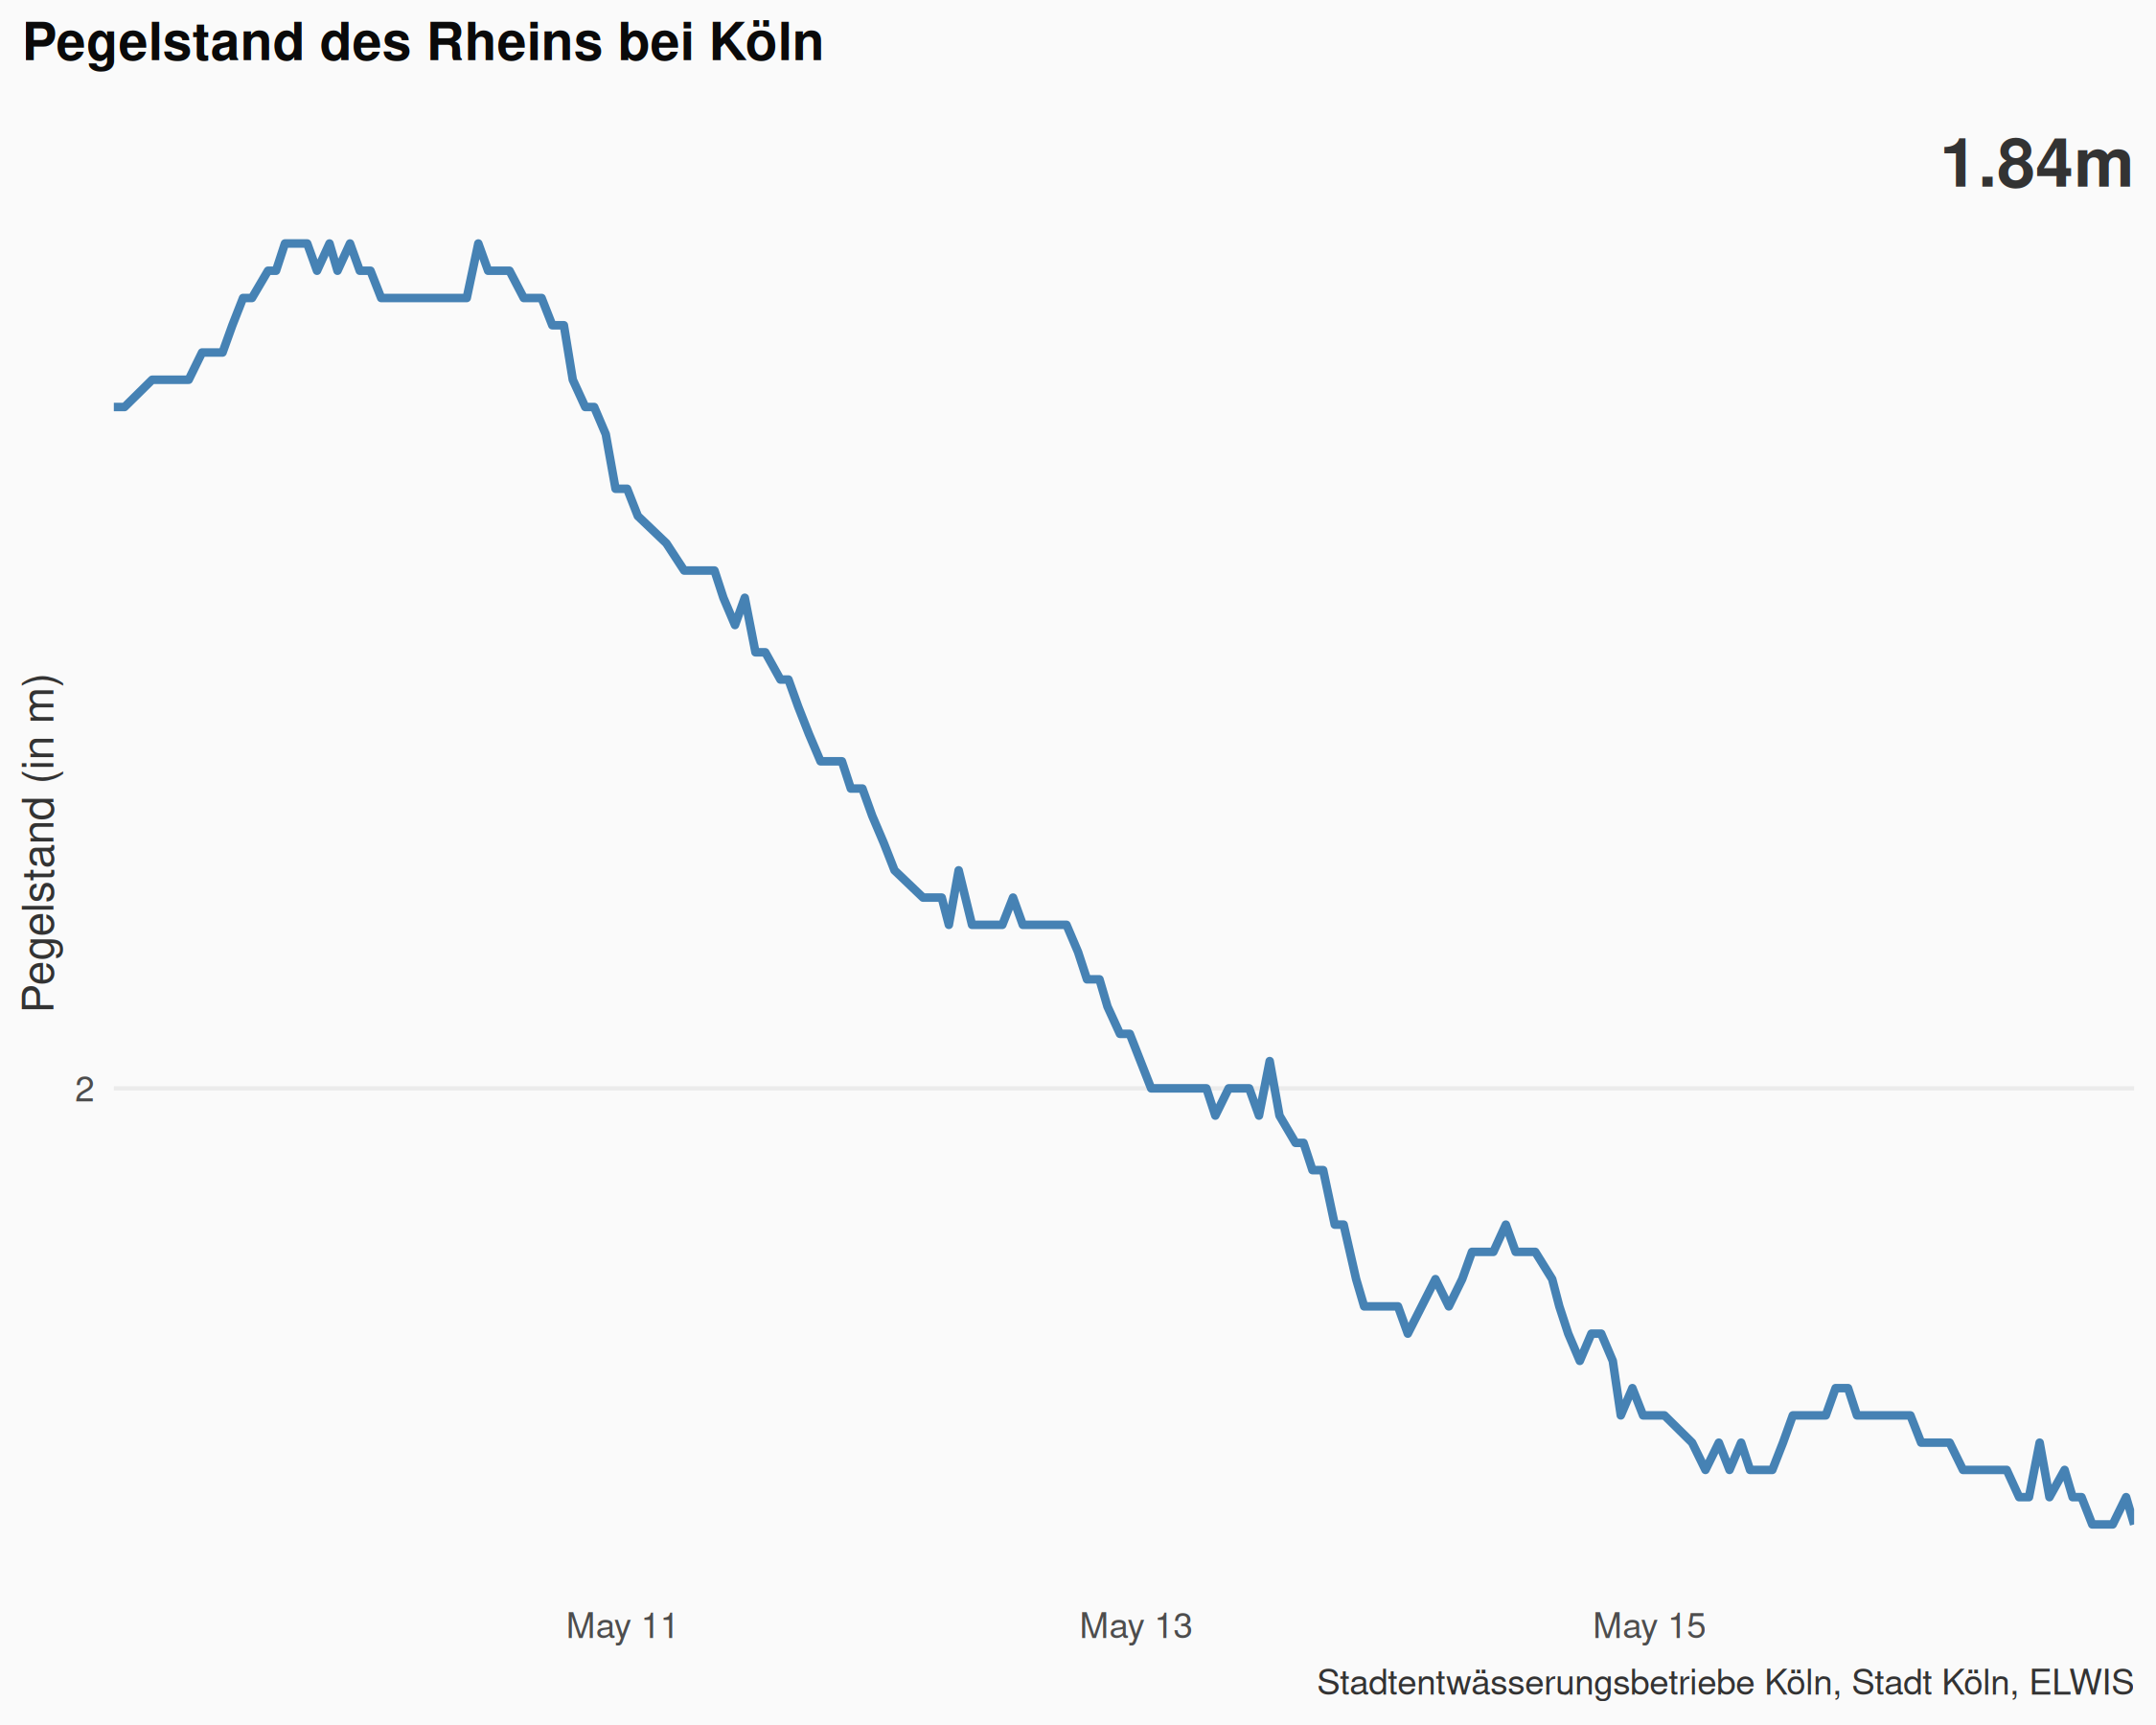 Pegelstand des Rheins bei Köln
1.84m
Pegelstand (in m)
2
May 11
May 13
May 15
Stadtentwässerungsbetriebe Köln, Stadt Köln, ELWIS